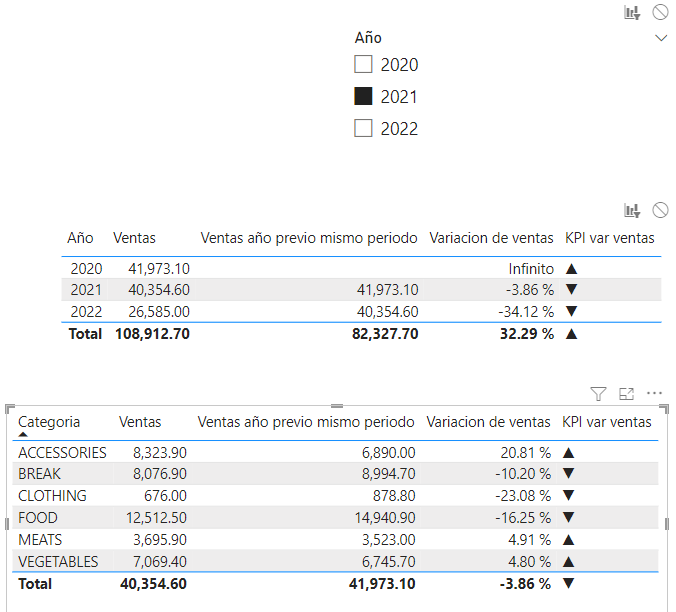 Año
2020
2021
2022
Año Ventas Ventas año previo mismo periodo Variacion de ventas KPI var ventas
2020 41,973.10 Infinito ▲
2021 40,354.60 41,973.10 -3.86 % ▼
2022 26,585.00 40,354.60 -34.12 % ▼
Total 108,912.70 82,327.70 32.29 % ▲
Categoria Ventas Ventas año previo mismo periodo Variacion de ventas KPI var ventas
ACCESSORIES 8,323.90 6,890.00 20.81 % ▲
BREAK 8,076.90 8,994.70 -10.20 % ▼
CLOTHING 676.00 878.80 -23.08 % ▼
FOOD 12,512.50 14,940.90 -16.25 % ▼
MEATS 3,695.90 3,523.00 4.91 % ▲
VEGETABLES 7,069.40 6,745.70 4.80 % ▲
Total 40,354.60 41,973.10 -3.86 % ▼